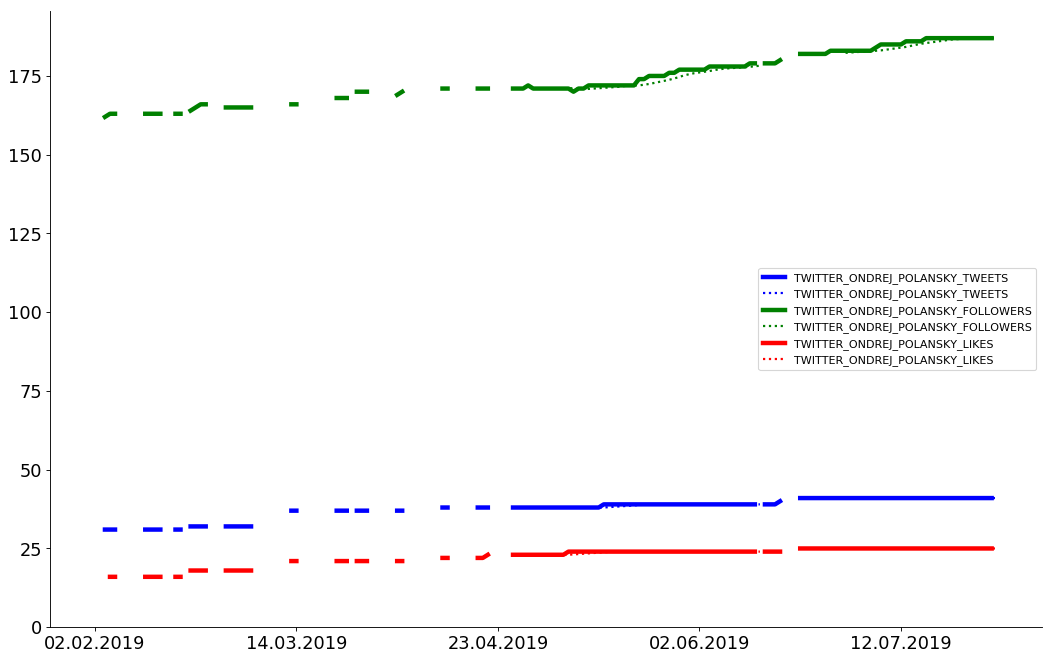 175
150
125
100
75
50
25
0
TWITTER_ONDREJ_POLANSKY_TWEETS
TWITTER_ONDREJ_POLANSKY_TWEETS
TWITTER_ONDREJ_POLANSKY_FOLLOWERS
TWITTER_ONDREJ_POLANSKY_FOLLOWERS
TWITTER_ONDREJ_POLANSKY_LIKES
TWITTER_ONDREJ_POLANSKY_LIKES
02.02.2019 14.03.2019 23.04.2019 02.06.2019 12.07.2019